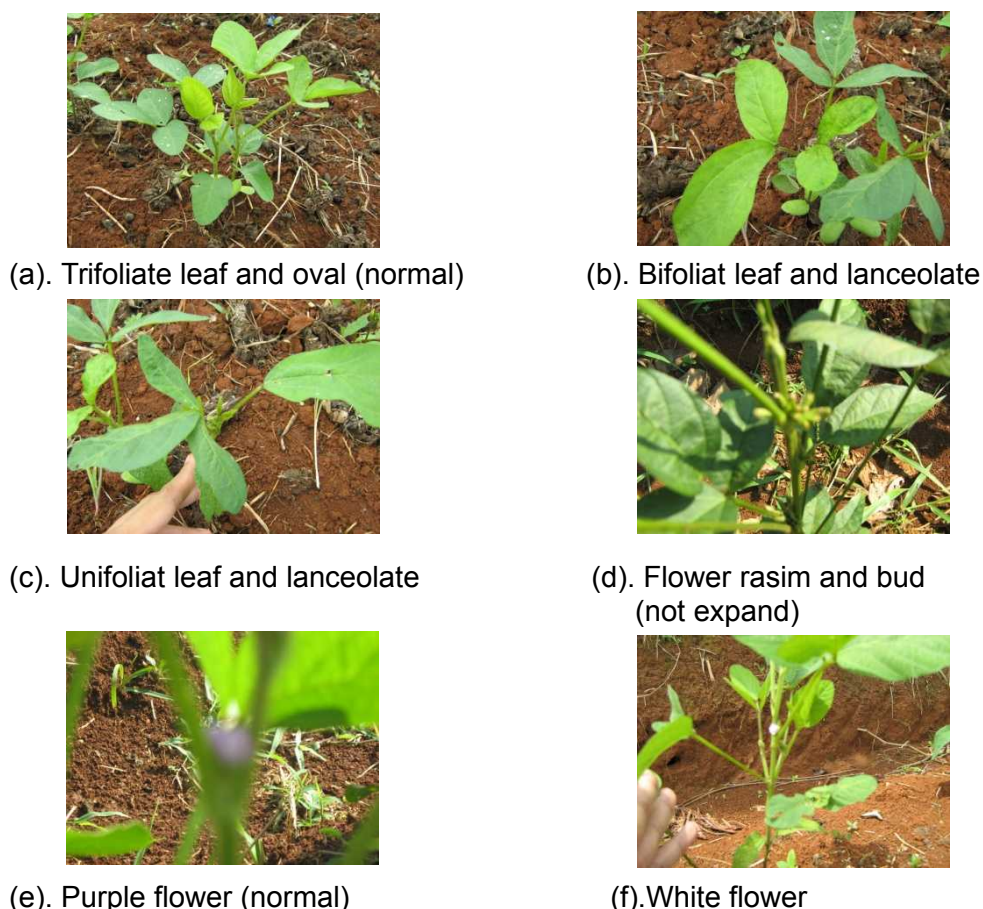 (a). Trifoliate leaf and oval (normal)
(b). Bifoliat leaf and lanceolate
(c). Unifoliat leaf and lanceolate
(d). Flower rasim and bud
(not expand)
(e). Purple flower (normal)
(f).White flower